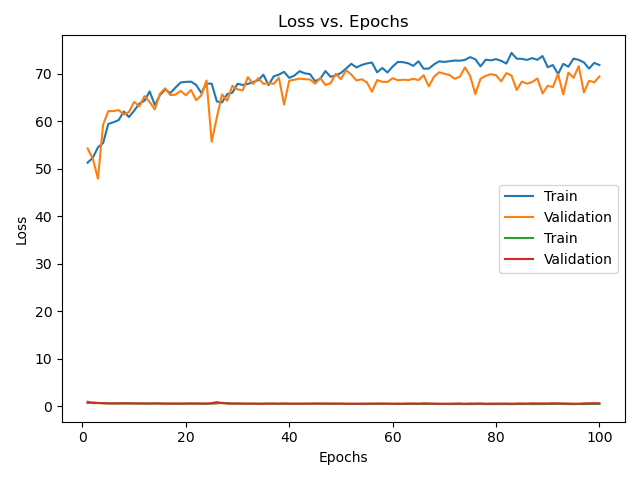 Loss vs. Epochs
Loss
70
60
50
40
30
20
10
0
Train
Validation
Train
Validation
0 20 40 60 80 100
Epochs